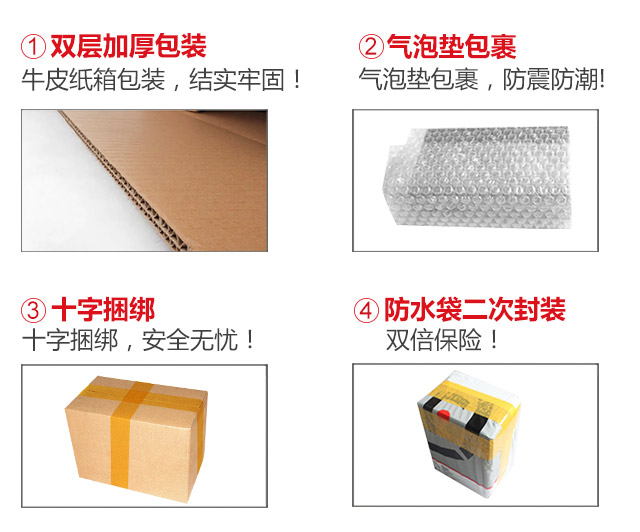 ① 双层加厚包装
牛皮纸箱包装，结实牢固！
② 气泡垫包裹
气泡垫包裹，防震防潮!
③ 十字捆绑
十字捆绑，安全无忧！
④ 防水袋二次封装
双倍保险！